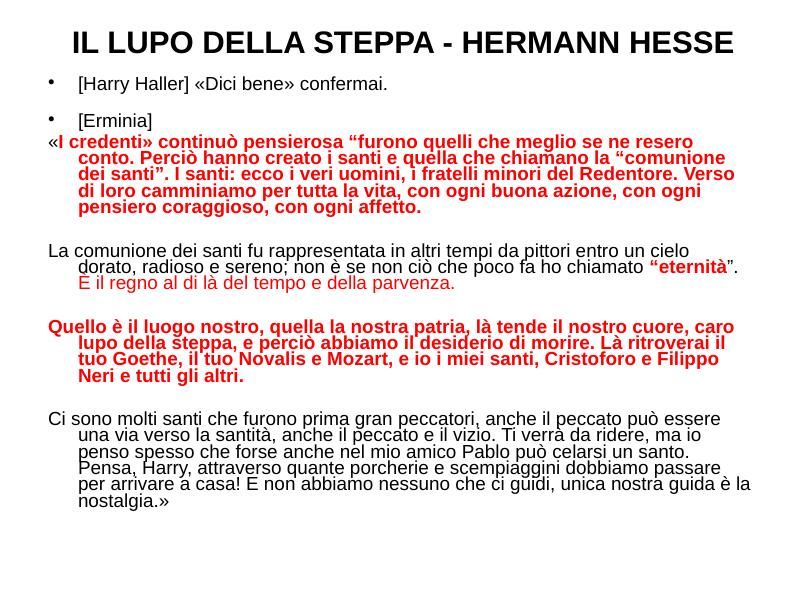 IL LUPO DELLA STEPPA - HERMANN HESSE
• [Harry Haller] «Dici bene» confermai.
• [Erminia]
«I credenti» continuò pensierosa “furono quelli che meglio se ne resero
conto. Perciò hanno creato i santi e quella che chiamano la “comunione
dei santi”. I santi: ecco i veri uomini, i fratelli minori del Redentore. Verso
di loro camminiamo per tutta la vita, con ogni buona azione, con ogni
pensiero coraggioso, con ogni affetto.
La comunione dei santi fu rappresentata in altri tempi da pittori entro un cielo
dorato, radioso e sereno; non è se non ciò che poco fa ho chiamato “eternità”.
È il regno al di là del tempo e della parvenza.
Quello è il luogo nostro, quella la nostra patria, là tende il nostro cuore, caro
lupo della steppa, e perciò abbiamo il desiderio di morire. Là ritroverai il
tuo Goethe, il tuo Novalis e Mozart, e io i miei santi, Cristoforo e Filippo
Neri e tutti gli altri.
Ci sono molti santi che furono prima gran peccatori, anche il peccato può essere
una via verso la santità, anche il peccato e il vizio. Ti verrà da ridere, ma io
penso spesso che forse anche nel mio amico Pablo può celarsi un santo.
Pensa, Harry, attraverso quante porcherie e scempiaggini dobbiamo passare
per arrivare a casa! E non abbiamo nessuno che ci guidi, unica nostra guida è la
nostalgia.»